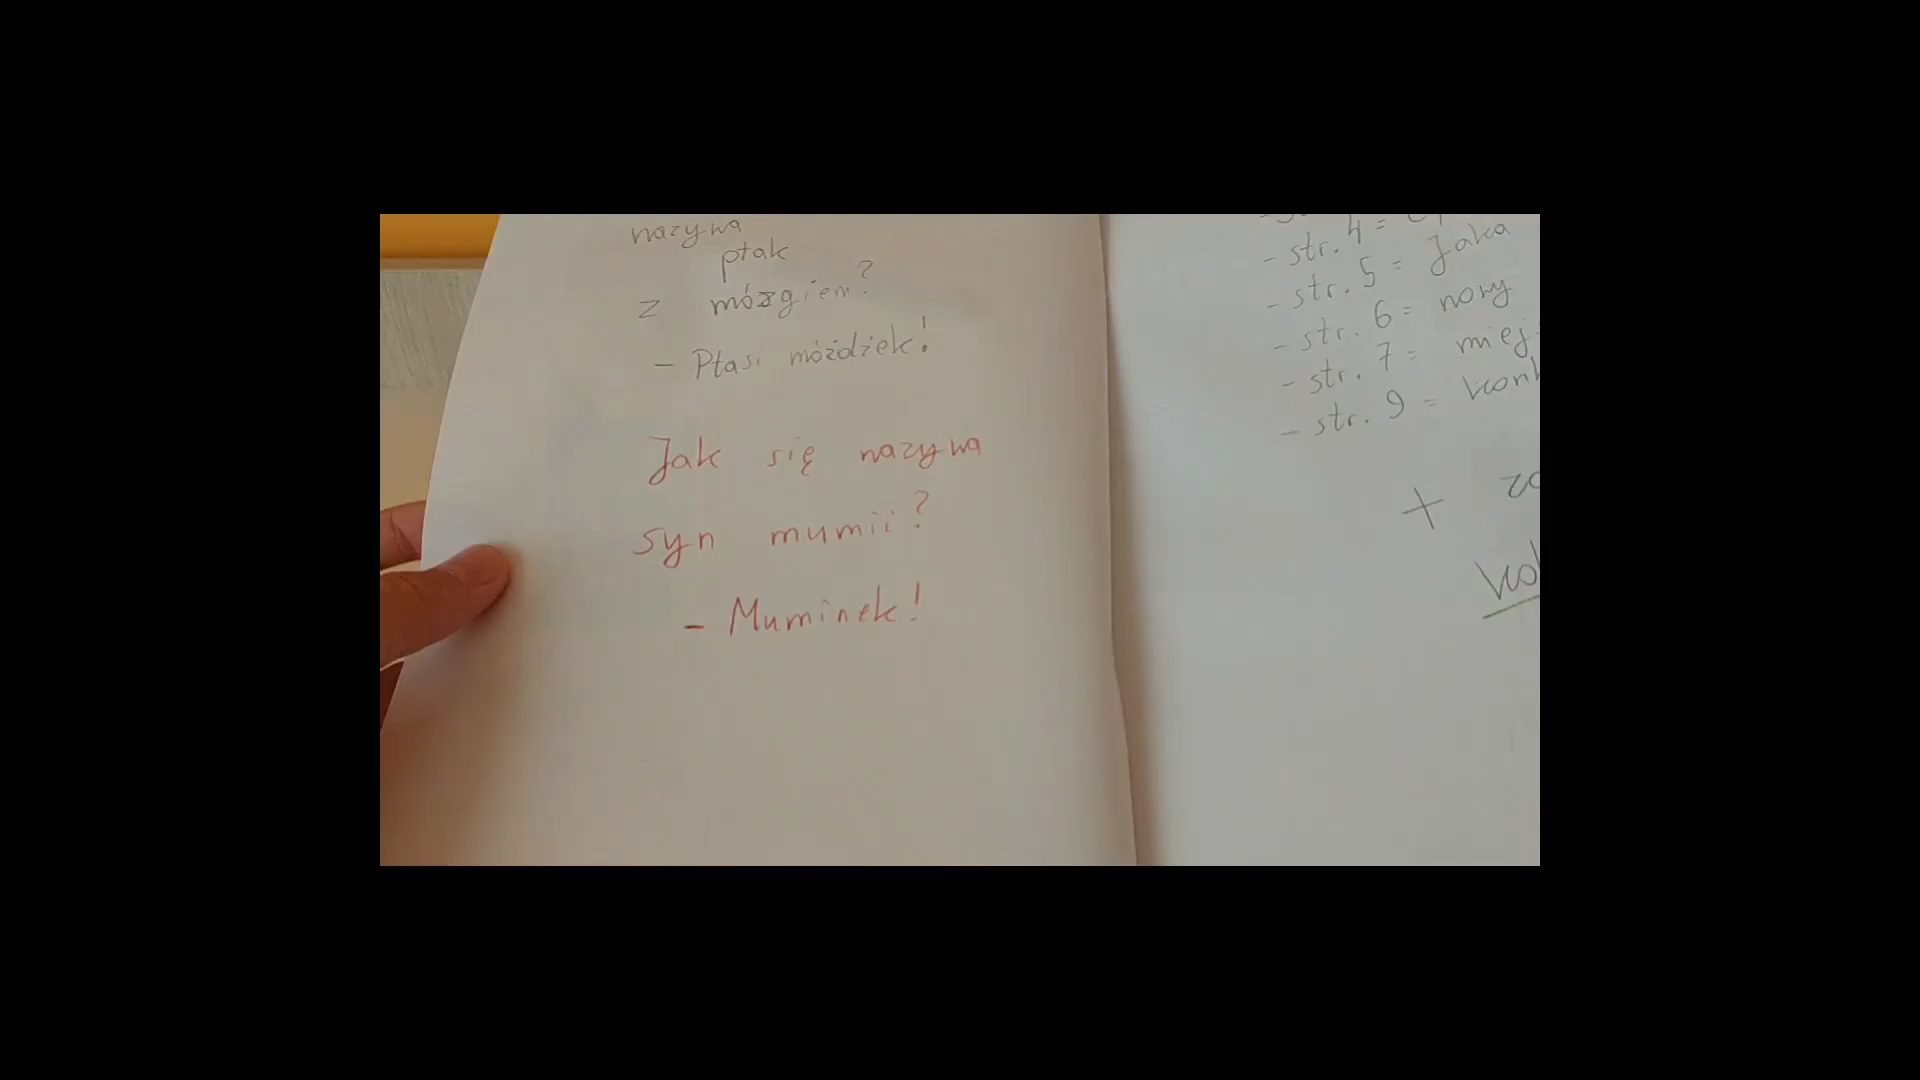 nazywa
ptak
z mózgiem?
- Ptasi móżdżek!
Jak się nazywa
syn mumii?
- Muminek!
- str. 4 =
- str. 5 = Jaka
- str. 6 = nowy
- str. 7 = miej
- str. 9 = konk
+